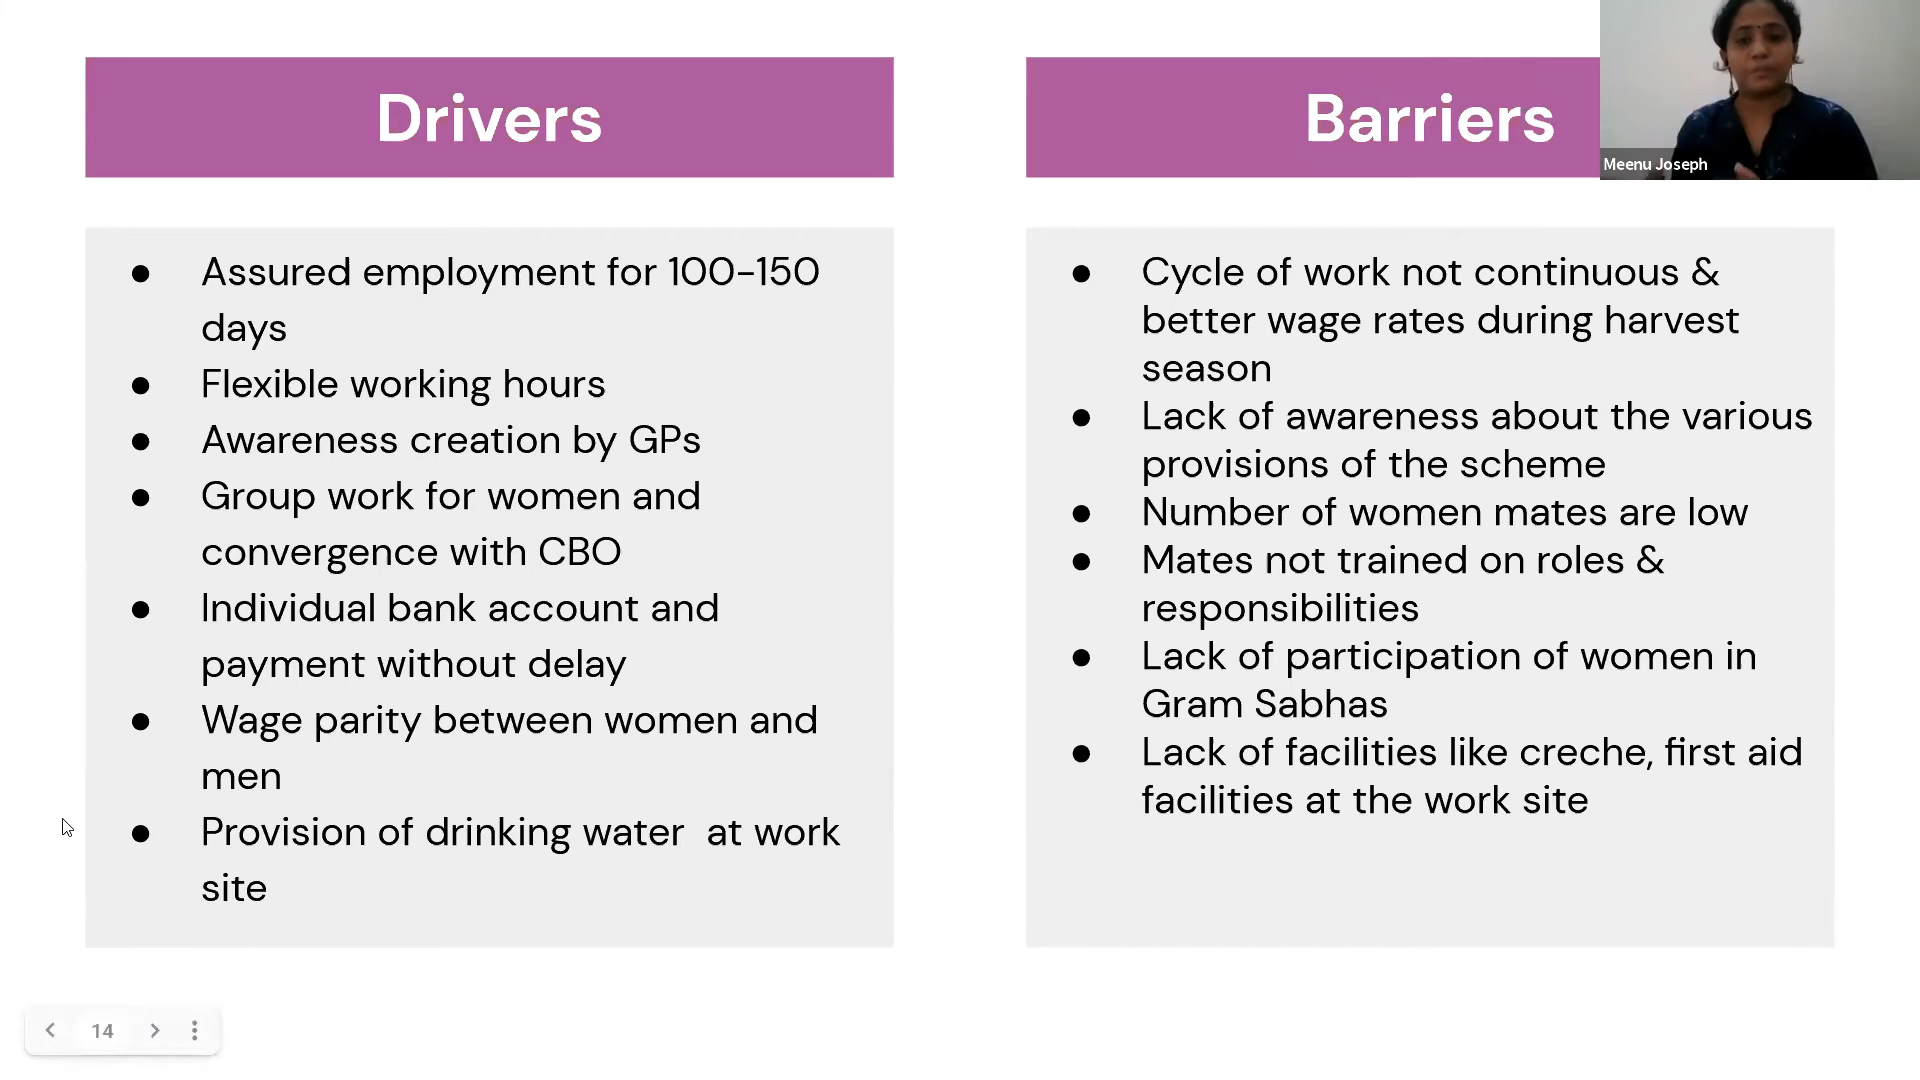 Drivers
Barriers
Meenu Joseph
● Assured employment for 100-150
days
● Flexible working hours
● Awareness creation by GPs
● Group work for women and
convergence with CBO
● Individual bank account and
payment without delay
● Wage parity between women and
men
● Provision of drinking water  at work
site
● Cycle of work not continuous &
better wage rates during harvest
season
● Lack of awareness about the various
provisions of the scheme
● Number of women mates are low
● Mates not trained on roles &
responsibilities
● Lack of participation of women in
Gram Sabhas
● Lack of facilities like creche, first aid
facilities at the work site
14